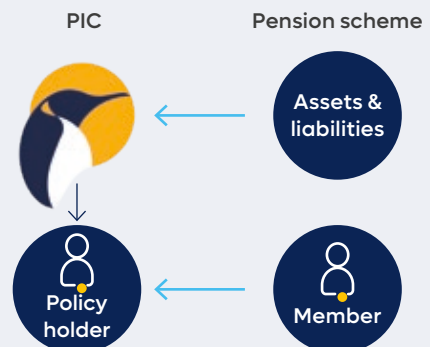 PIC
Pension scheme
Assets &
liabilities
Policy
holder
Member